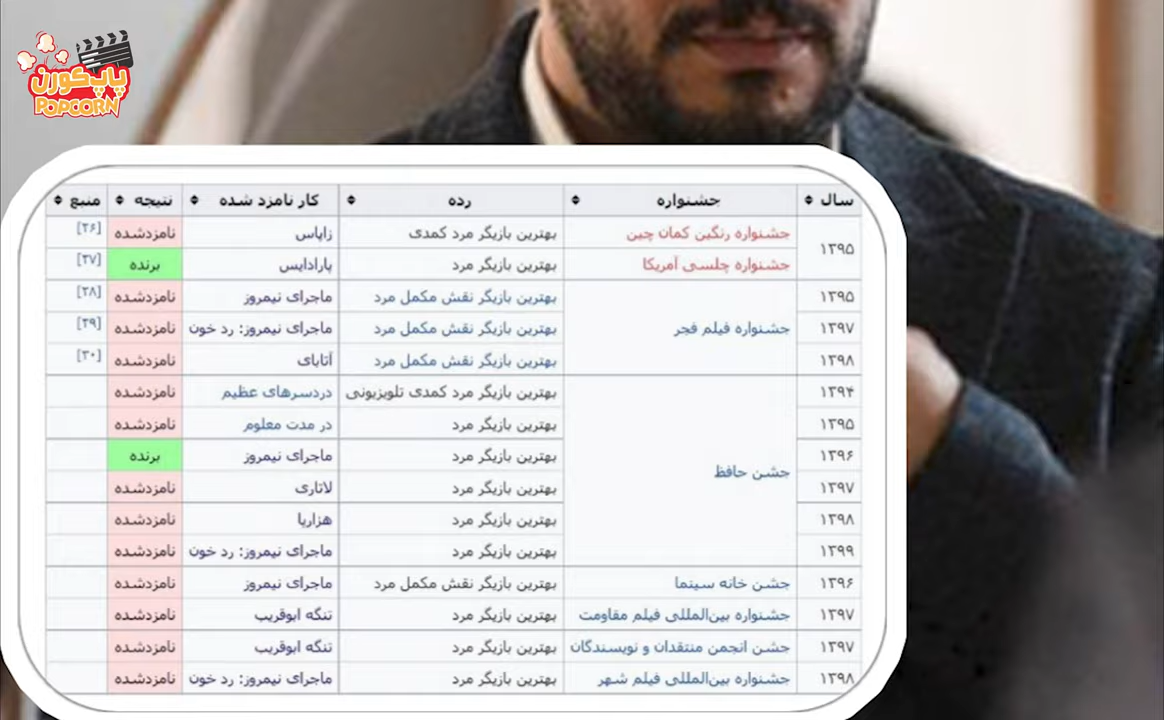 پاپ‌کورن
POPCORN
سال جشنواره رده کار نامزد شده نتیجه منبع
۱۳۹۵ جشنواره رنگین کمان چین بهترین بازیگر مرد کمدی زاپاس نامزدشده [۲۶]
جشنواره چلسی آمریکا بهترین بازیگر مرد پارادایس برنده [۲۷]
۱۳۹۵ جشنواره فیلم فجر بهترین بازیگر نقش مکمل مرد ماجرای نیمروز نامزدشده [۲۸]
۱۳۹۷ بهترین بازیگر نقش مکمل مرد ماجرای نیمروز: رد خون نامزدشده [۲۹]
۱۳۹۸ بهترین بازیگر نقش مکمل مرد آتابای نامزدشده [۳۰]
۱۳۹۴ جشن حافظ بهترین بازیگر مرد کمدی تلویزیونی دردسرهای عظیم نامزدشده
۱۳۹۵ بهترین بازیگر مرد در مدت معلوم نامزدشده
۱۳۹۶ بهترین بازیگر مرد ماجرای نیمروز برنده
۱۳۹۷ بهترین بازیگر مرد لاتاری نامزدشده
۱۳۹۸ بهترین بازیگر مرد هزارپا نامزدشده
۱۳۹۹ بهترین بازیگر مرد ماجرای نیمروز: رد خون نامزدشده
۱۳۹۶ جشن خانه سینما بهترین بازیگر نقش مکمل مرد ماجرای نیمروز نامزدشده
۱۳۹۷ جشنواره بین‌المللی فیلم مقاومت بهترین بازیگر مرد تنگه ابوقریب نامزدشده
۱۳۹۷ جشن انجمن منتقدان و نویسندگان بهترین بازیگر مرد تنگه ابوقریب نامزدشده
۱۳۹۸ جشنواره بین‌المللی فیلم شهر بهترین بازیگر مرد ماجرای نیمروز: رد خون نامزدشده